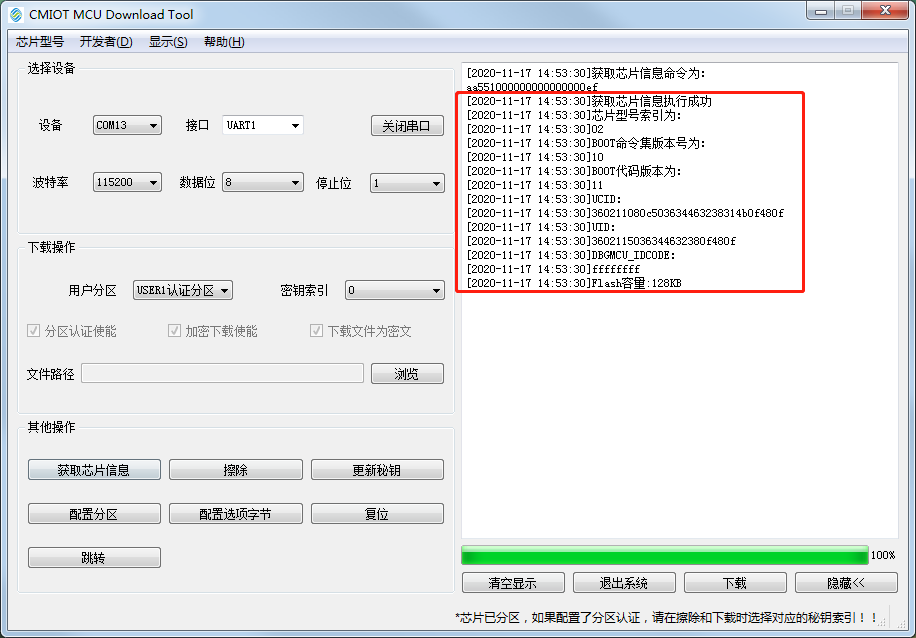 CMIOT MCU Download Tool
芯片型号 开发者(D) 显示(S) 帮助(H)
选择设备
设备 COM13 接口 UART1 关闭串口
波特率 115200 数据位 8 停止位 1
下载操作
用户分区 USER1认证分区 密钥索引 0
分区认证使能 加密下载使能 下载文件为密文
文件路径 浏览
其他操作
获取芯片信息 擦除 更新秘钥
配置分区 配置选项字节 复位
跳转
[2020-11-17 14:53:30]获取芯片信息命令为:
aa551000000000000000ef
[2020-11-17 14:53:30]获取芯片信息执行成功
[2020-11-17 14:53:30]芯片型号索引为:
[2020-11-17 14:53:30]02
[2020-11-17 14:53:30]BOOT命令集版本号为:
[2020-11-17 14:53:30]10
[2020-11-17 14:53:30]BOOT代码版本为:
[2020-11-17 14:53:30]11
[2020-11-17 14:53:30]UCID:
[2020-11-17 14:53:30]360211080c503634463238314b0f480f
[2020-11-17 14:53:30]UID:
[2020-11-17 14:53:30]3602115036344632380f480f
[2020-11-17 14:53:30]DBGMCU_IDCODE:
[2020-11-17 14:53:30]ffffffff
[2020-11-17 14:53:30]Flash容量:128KB
100%
清空显示 退出系统 下载 隐藏<<
*芯片已分区，如果配置了分区认证，请在擦除和下载时选择对应的秘钥索引！！